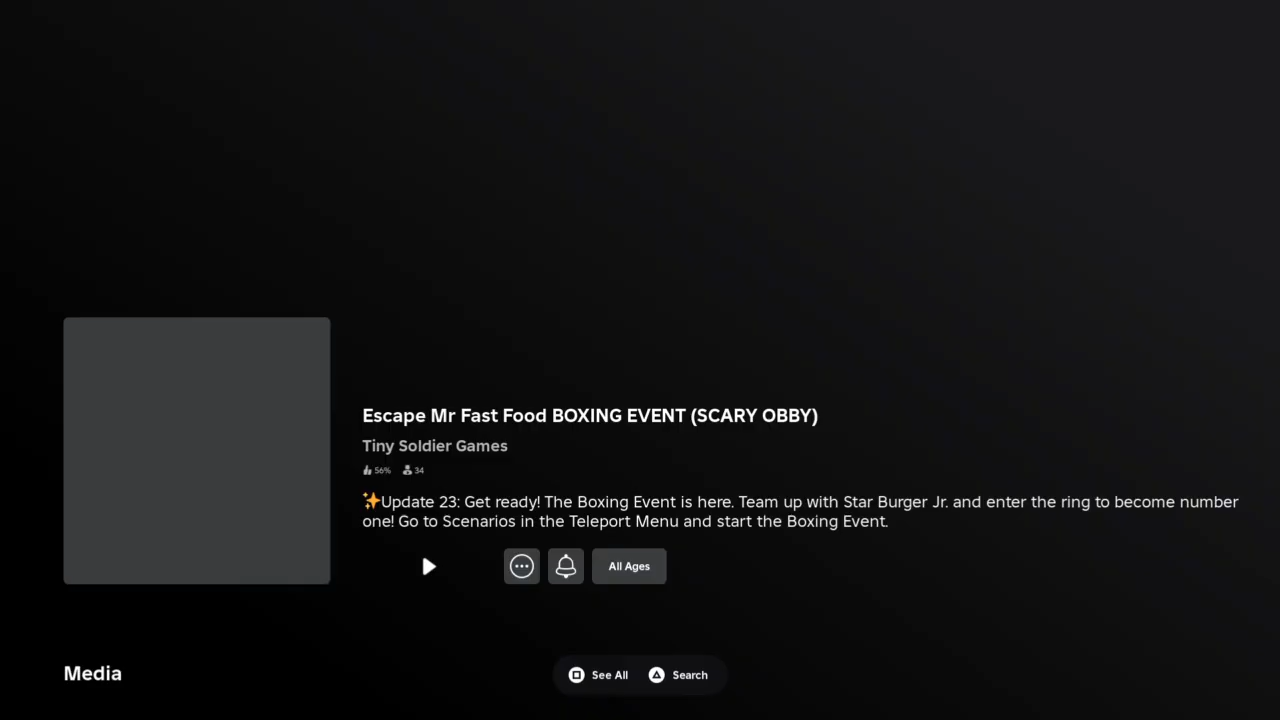 Escape Mr Fast Food BOXING EVENT (SCARY OBBY)
Tiny Soldier Games
56% 34
✨Update 23: Get ready! The Boxing Event is here. Team up with Star Burger Jr. and enter the ring to become number
one! Go to Scenarios in the Teleport Menu and start the Boxing Event.
All Ages
Media
See All Search